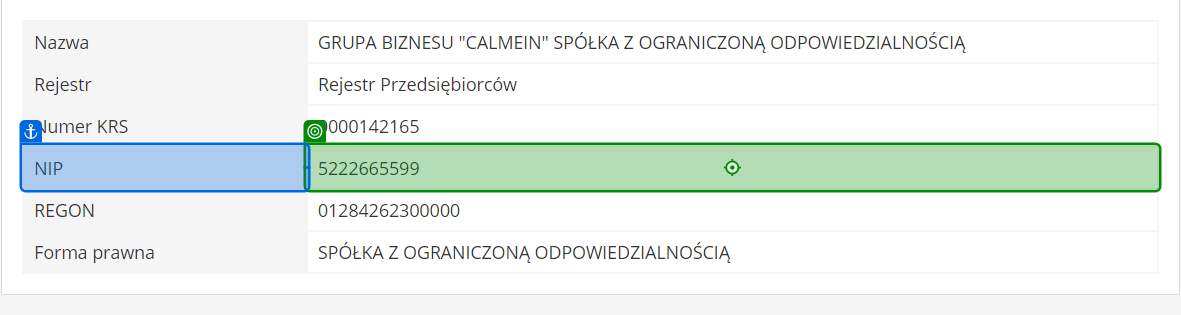 Nazwa GRUPA BIZNESU "CALMEIN" SPÓŁKA Z OGRANICZONĄ ODPOWIEDZIALNOŚCIĄ
Rejestr Rejestr Przedsiębiorców
Numer KRS 0000142165
NIP 5222665599
REGON 01284262300000
Forma prawna SPÓŁKA Z OGRANICZONĄ ODPOWIEDZIALNOŚCIĄ